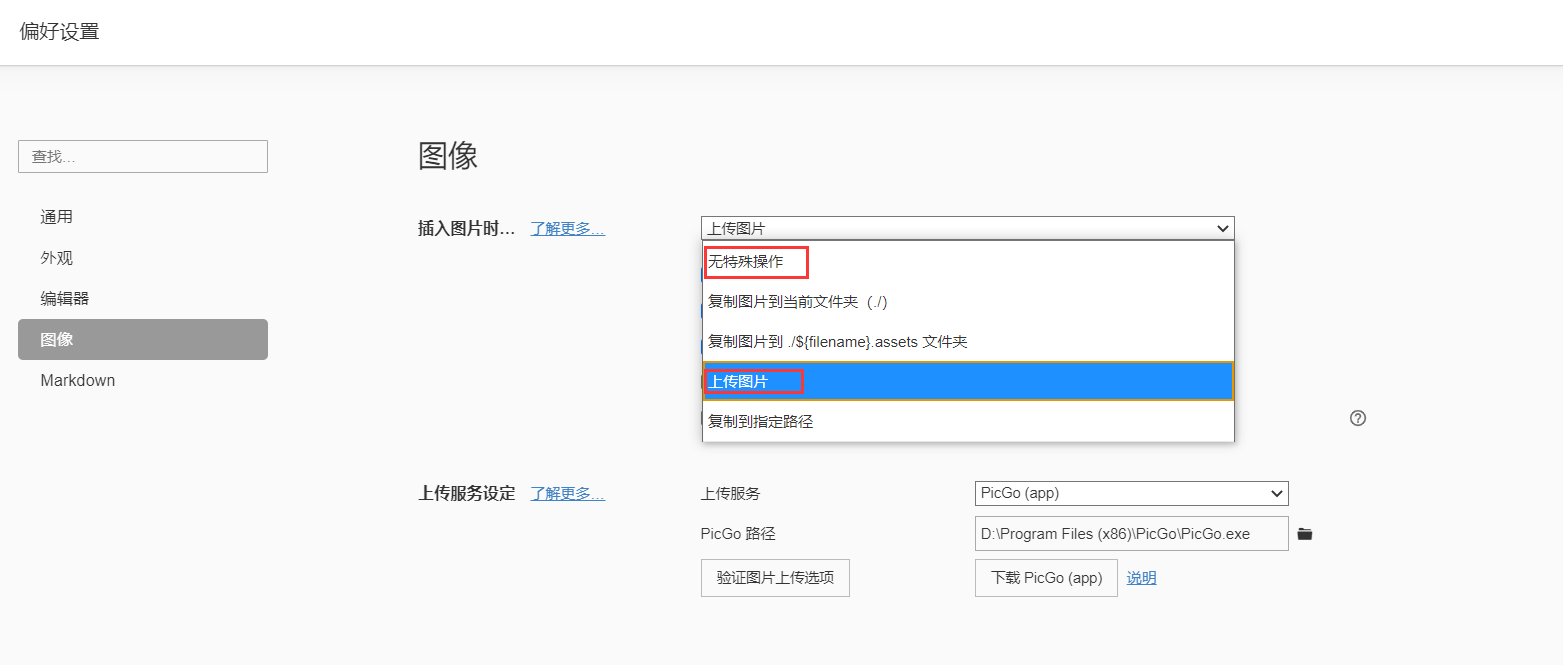 偏好设置
查找...
通用
外观
编辑器
图像
Markdown
图像
插入图片时... 了解更多... 上传图片
无特殊操作
复制图片到当前文件夹（./）
复制图片到 ./${filename}.assets 文件夹
上传图片
复制到指定路径
上传服务设定 了解更多... 上传服务 PicGo (app)
PicGo 路径 D:\Program Files (x86)\PicGo\PicGo.exe
验证图片上传选项 下载 PicGo (app) 说明